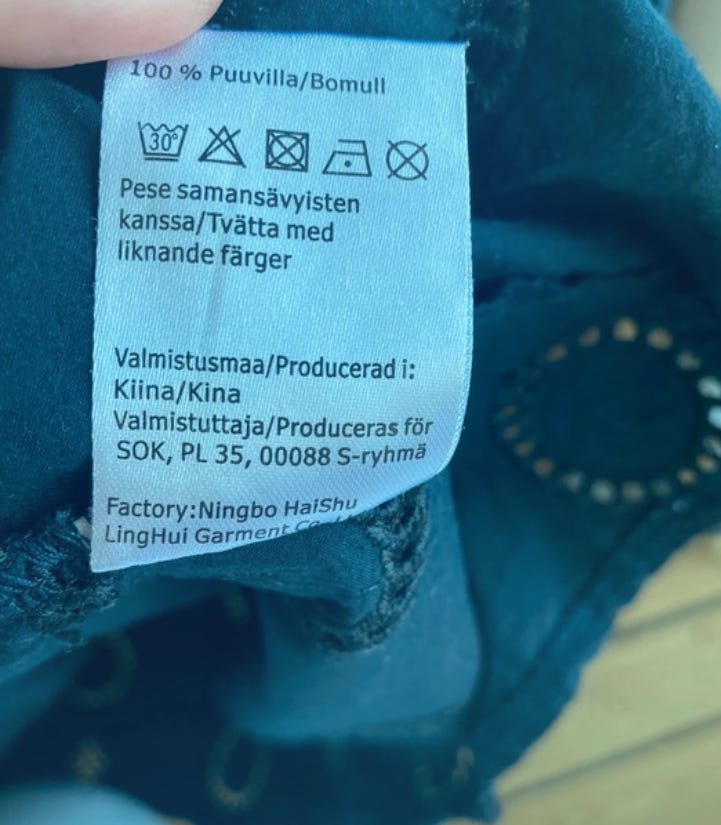 100 % Puuvilla/Bomull
30°
Pese samansävyisten
kanssa/Tvätta med
liknande färger
Valmistusmaa/Producerad i:
Kiina/Kina
Valmistuttaja/Produceras för
SOK, PL 35, 00088 S-ryhmä
Factory:Ningbo HaiShu
LingHui Garment